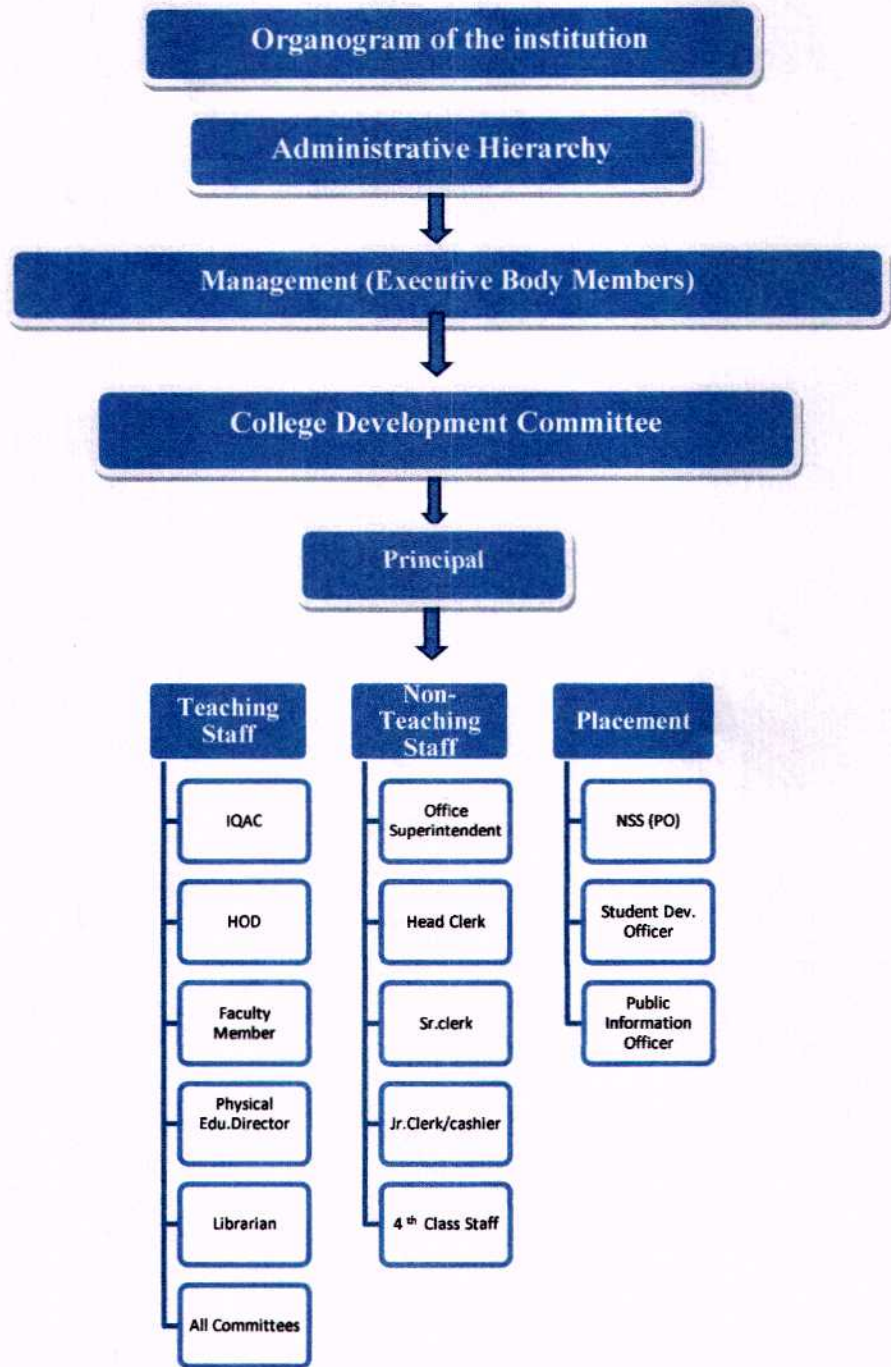 Organogram of the institution
Administrative Hierarchy
Management (Executive Body Members)
College Development Committee
Principal
Teaching
Staff
IQAC
HOD
Faculty
Member
Physical
Edu.Director
Librarian
All Committees
Non-
Teaching
Staff
Office
Superintendent
Head Clerk
Sr.clerk
Jr.Clerk/cashier
4 th Class Staff
Placement
NSS (PO)
Student Dev.
Officer
Public
Information
Officer